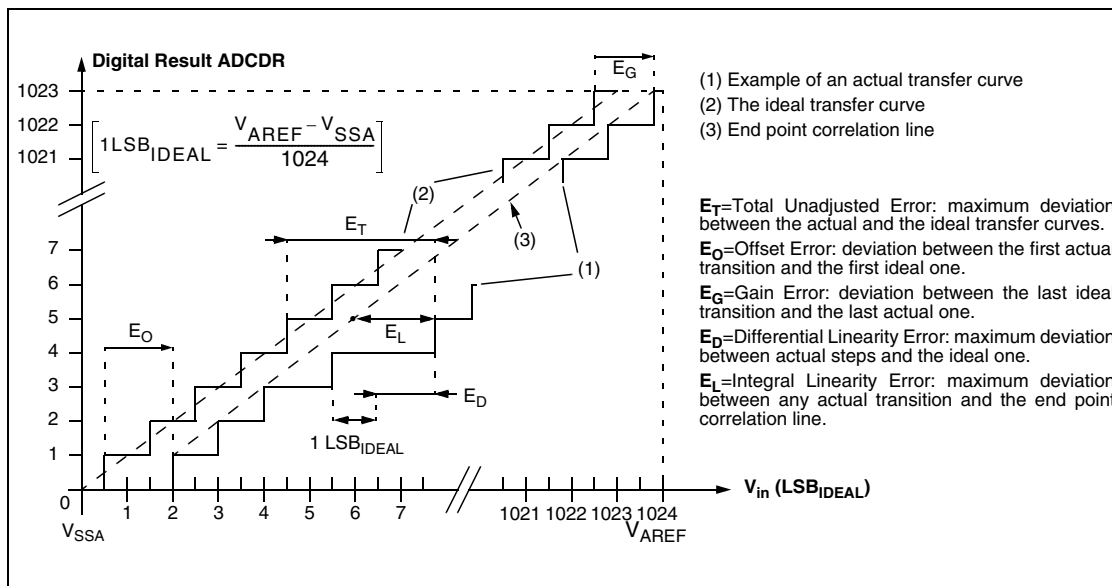 Digital Result ADCDR
E_G
(1) Example of an actual transfer curve
(2) The ideal transfer curve
(3) End point correlation line
1023
1022
1021
[1LSB_IDEAL = (V_AREF – V_SSA) / 1024]
(2)
E_T
(3)
(1)
7
6
5
4
3
2
1
0
E_O
E_L
E_D
1 LSB_IDEAL
E_T=Total Unadjusted Error: maximum deviation
between the actual and the ideal transfer curves.
E_O=Offset Error: deviation between the first actual
transition and the first ideal one.
E_G=Gain Error: deviation between the last ideal
transition and the last actual one.
E_D=Differential Linearity Error: maximum deviation
between actual steps and the ideal one.
E_L=Integral Linearity Error: maximum deviation
between any actual transition and the end point
correlation line.
V_in (LSB_IDEAL)
1 2 3 4 5 6 7 1021 1022 1023 1024
V_SSA V_AREF